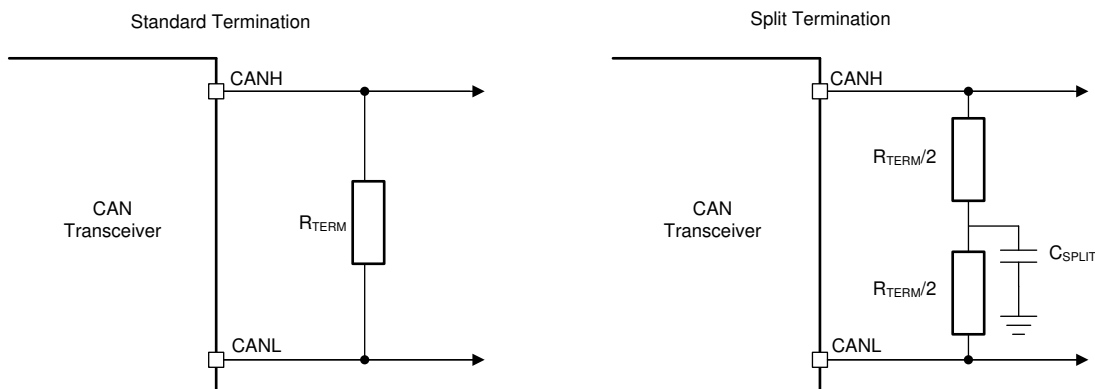 Standard Termination
CANH
CAN
Transceiver
RTERM
CANL
Split Termination
CANH
RTERM/2
CAN
Transceiver
CSPLIT
RTERM/2
CANL